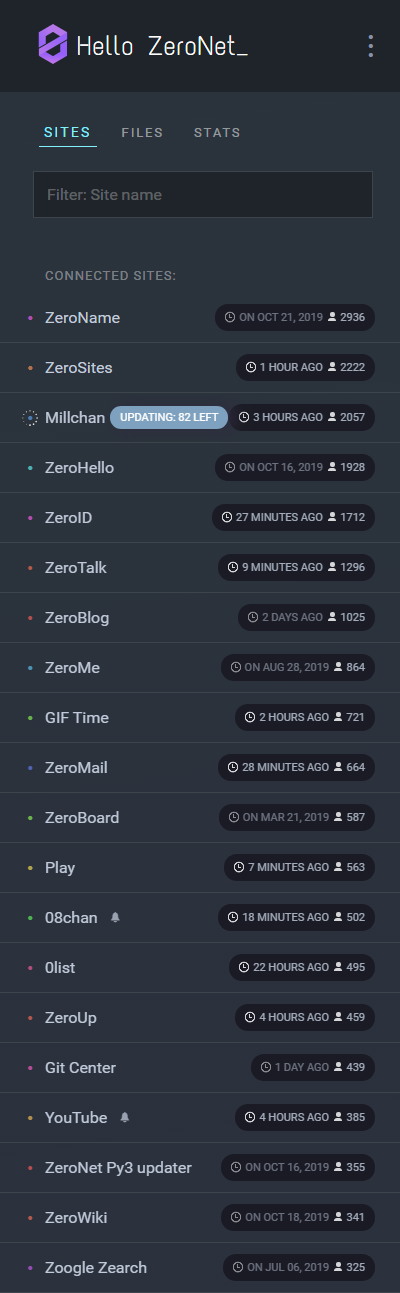 Hello ZeroNet_
SITES FILES STATS
Filter: Site name
CONNECTED SITES:
ZeroName ON OCT 21, 2019 2936
ZeroSites 1 HOUR AGO 2222
Millchan UPDATING: 82 LEFT 3 HOURS AGO 2057
ZeroHello ON OCT 16, 2019 1928
ZeroID 27 MINUTES AGO 1712
ZeroTalk 9 MINUTES AGO 1296
ZeroBlog 2 DAYS AGO 1025
ZeroMe ON AUG 28, 2019 864
GIF Time 2 HOURS AGO 721
ZeroMail 28 MINUTES AGO 664
ZeroBoard ON MAR 21, 2019 587
Play 7 MINUTES AGO 563
08chan 18 MINUTES AGO 502
0list 22 HOURS AGO 495
ZeroUp 4 HOURS AGO 459
Git Center 1 DAY AGO 439
YouTube 4 HOURS AGO 385
ZeroNet Py3 updater ON OCT 16, 2019 355
ZeroWiki ON OCT 18, 2019 341
Zoogle Zearch ON JUL 06, 2019 325